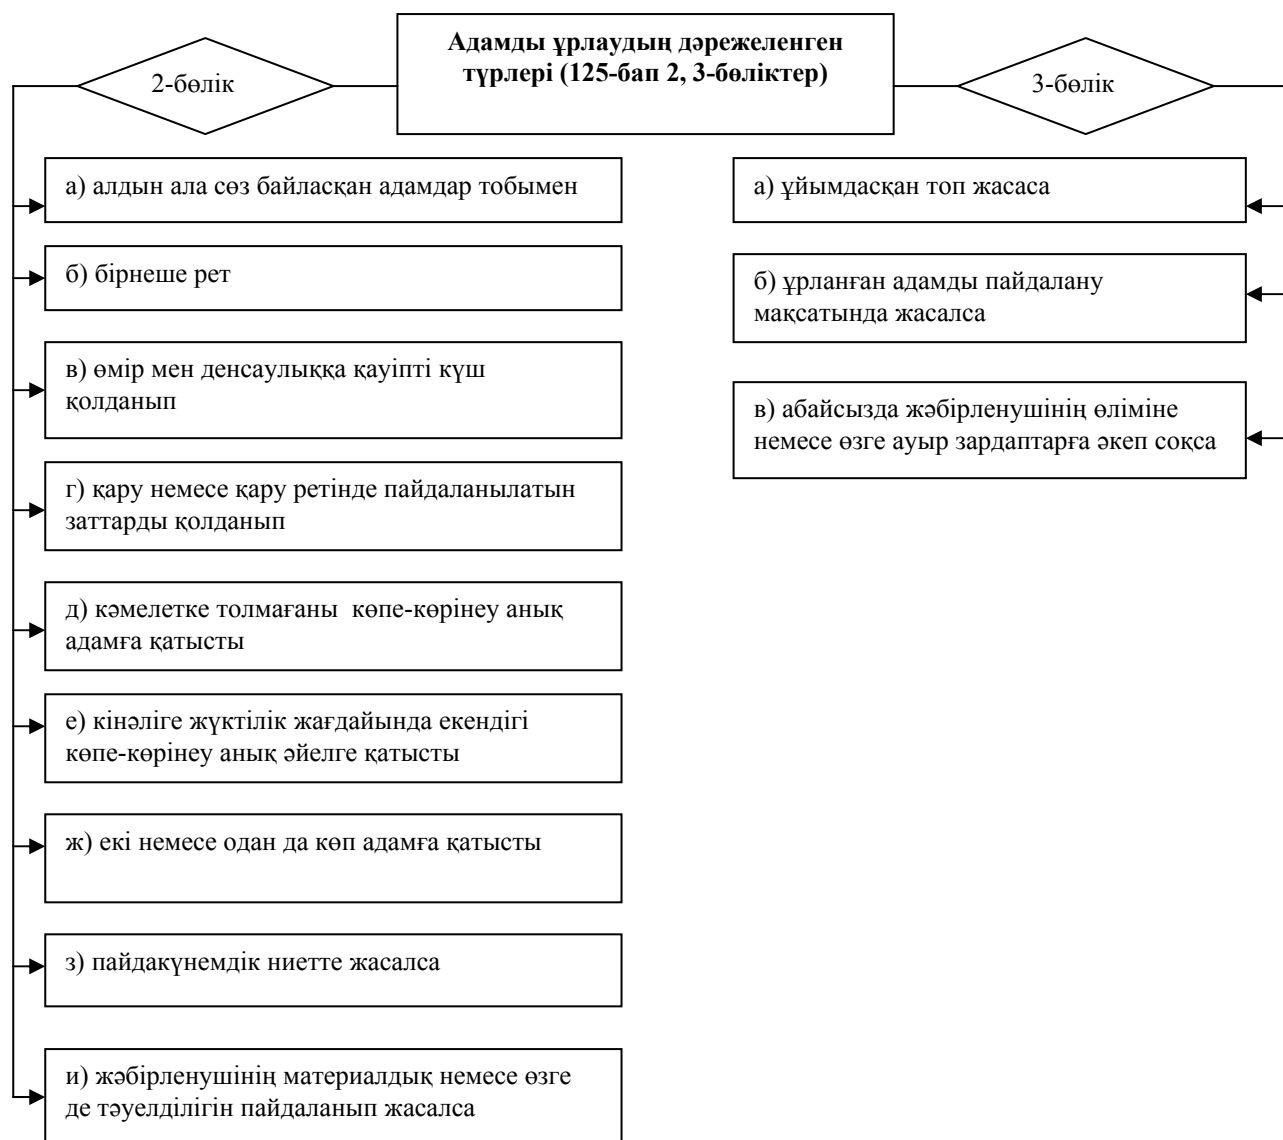 Адамды ұрлаудың дәрежеленген
түрлері (125-бап 2, 3-бөліктер)
2-бөлік
3-бөлік
а) алдын ала сөз байласқан адамдар тобымен
б) бірнеше рет
в) өмір мен денсаулыққа қауіпті күш
қолданып
г) қару немесе қару ретінде пайдаланылатын
заттарды қолданып
д) кәмелетке толмағаны  көпе-көрінеу анық
адамға қатысты
е) кінәліге жүктілік жағдайында екендігі
көпе-көрінеу анық әйелге қатысты
ж) екі немесе одан да көп адамға қатысты
з) пайдакүнемдік ниетте жасалса
и) жәбірленушінің материалдық немесе өзге
де тәуелділігін пайдаланып жасалса
а) ұйымдасқан топ жасаса
б) ұрланған адамды пайдалану
мақсатында жасалса
в) абайсызда жәбірленушінің өліміне
немесе өзге ауыр зардаптарға әкеп соқса